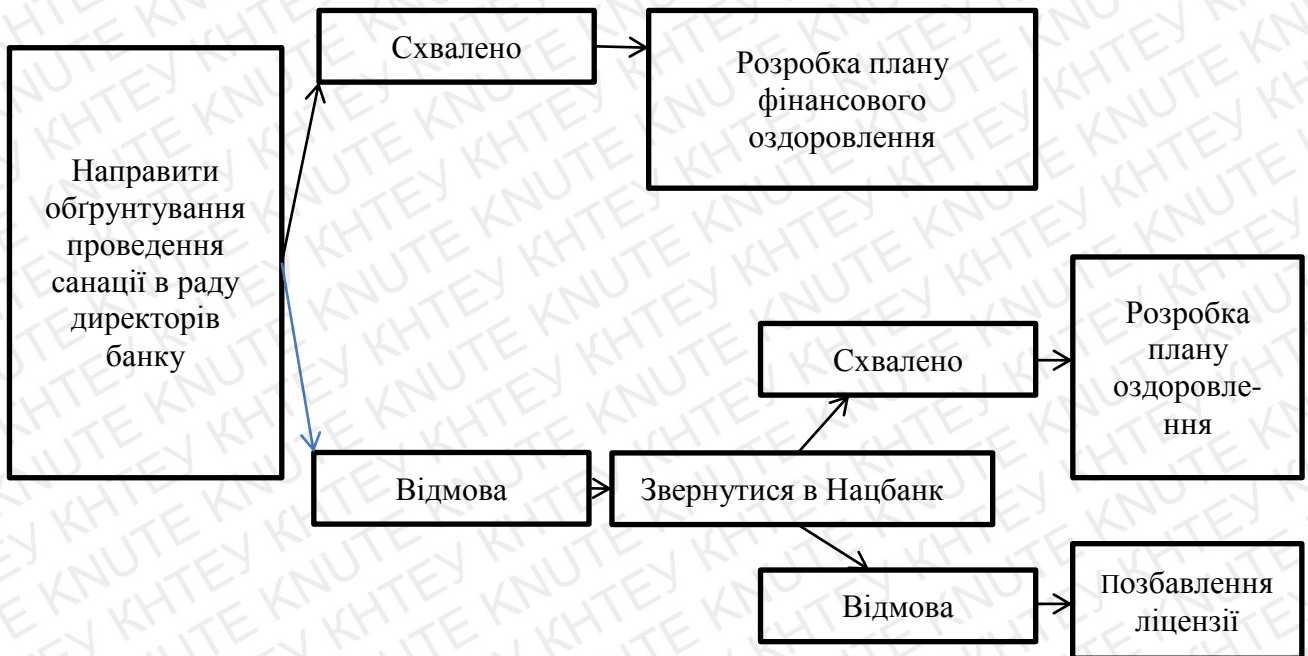 Схвалено
Розробка плану
фінансового
оздоровлення
Направити
обґрунтування
проведення
санації в раду
директорів
банку
Схвалено
Розробка
плану
оздоровле-
ння
Відмова
Звернутися в Нацбанк
Відмова
Позбавлення
ліцензії